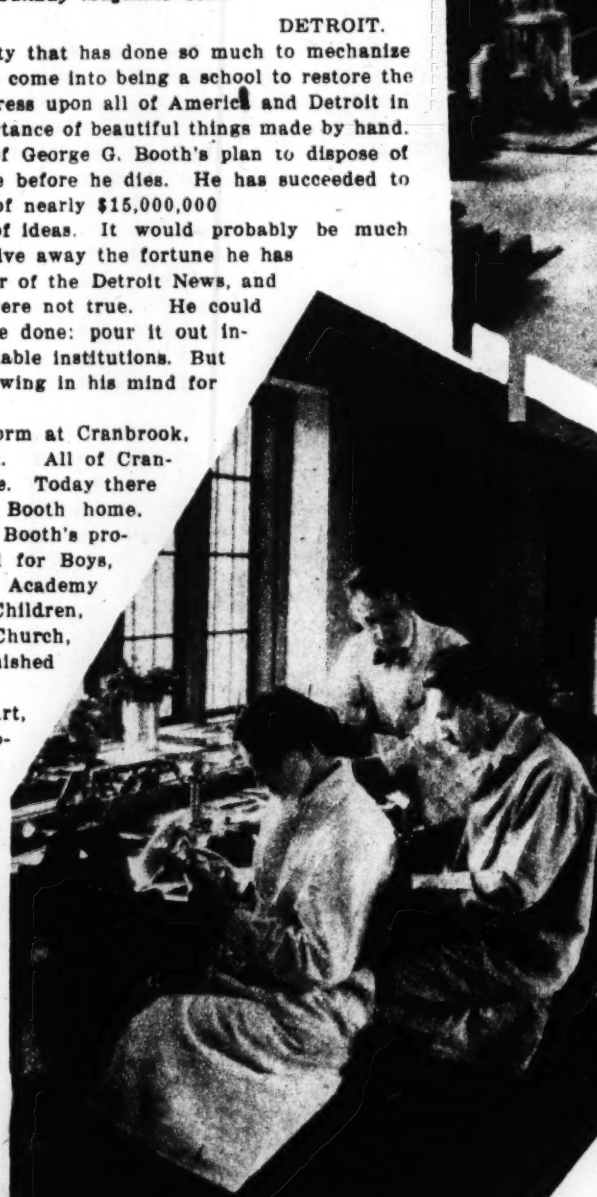 DETROIT.
ty that has done so much to mechanize
come into being a school to restore the
ress upon all of America and Detroit in
rtance of beautiful things made by hand.
f George G. Booth's plan to dispose of
e before he dies. He has succeeded to
of nearly $15,000,000
of ideas. It would probably be much
ive away the fortune he has
r of the Detroit News, and
ere not true. He could
e done: pour it out in-
able institutions. But
wing in his mind for
orm at Cranbrook,
. All of Cran-
e. Today there
Booth home.
Booth's pro-
l for Boys,
Academy
Children,
Church,
nished
art,
o-